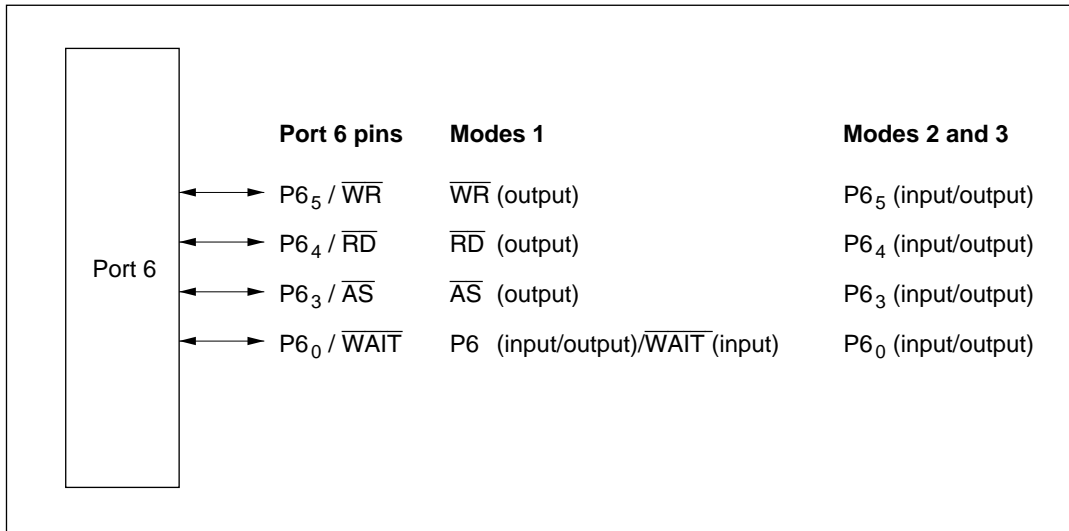 Port 6 pins Modes 1 Modes 2 and 3
P6₅ / W̅R̅ W̅R̅ (output) P6₅ (input/output)
P6₄ / R̅D̅ R̅D̅ (output) P6₄ (input/output)
Port 6
P6₃ / A̅S̅ A̅S̅ (output) P6₃ (input/output)
P6₀ / W̅A̅I̅T̅ P6 (input/output)/W̅A̅I̅T̅ (input) P6₀ (input/output)